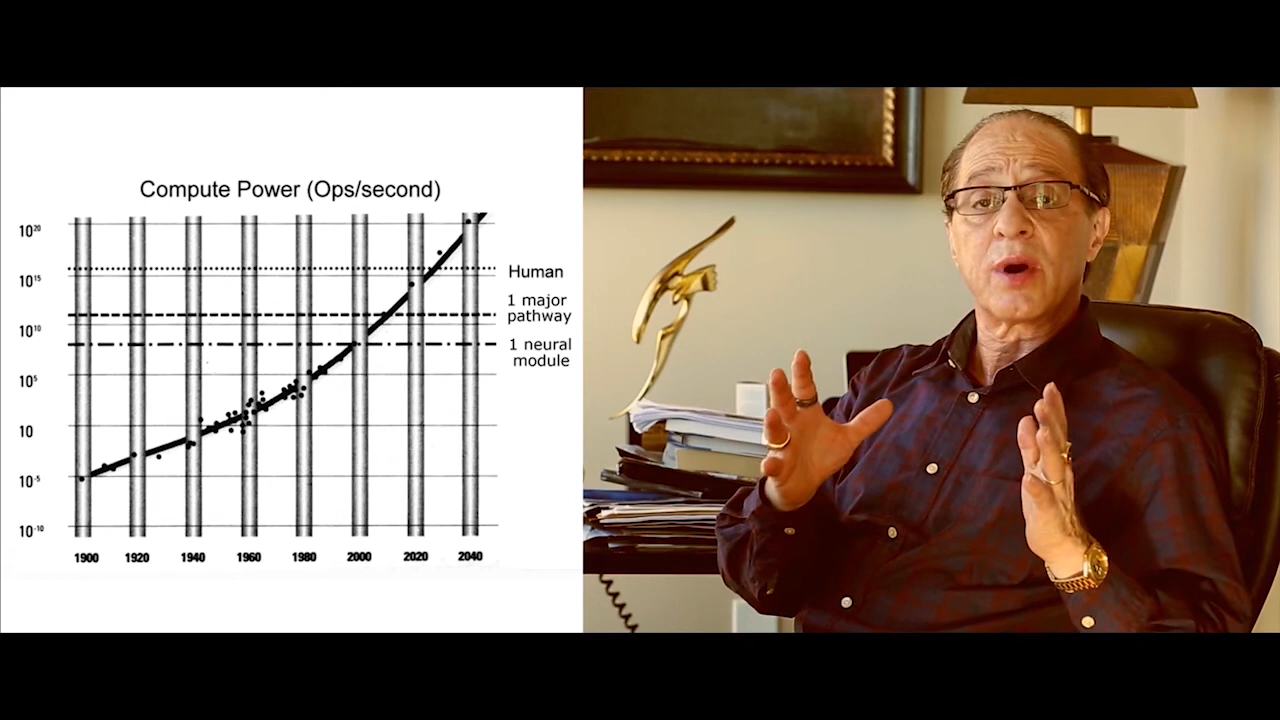 Compute Power (Ops/second)
10²⁰
10¹⁵
10¹⁰
10⁵
10
10⁻⁵
10⁻¹⁰
Human
1 major
pathway
1 neural
module
1900 1920 1940 1960 1980 2000 2020 2040